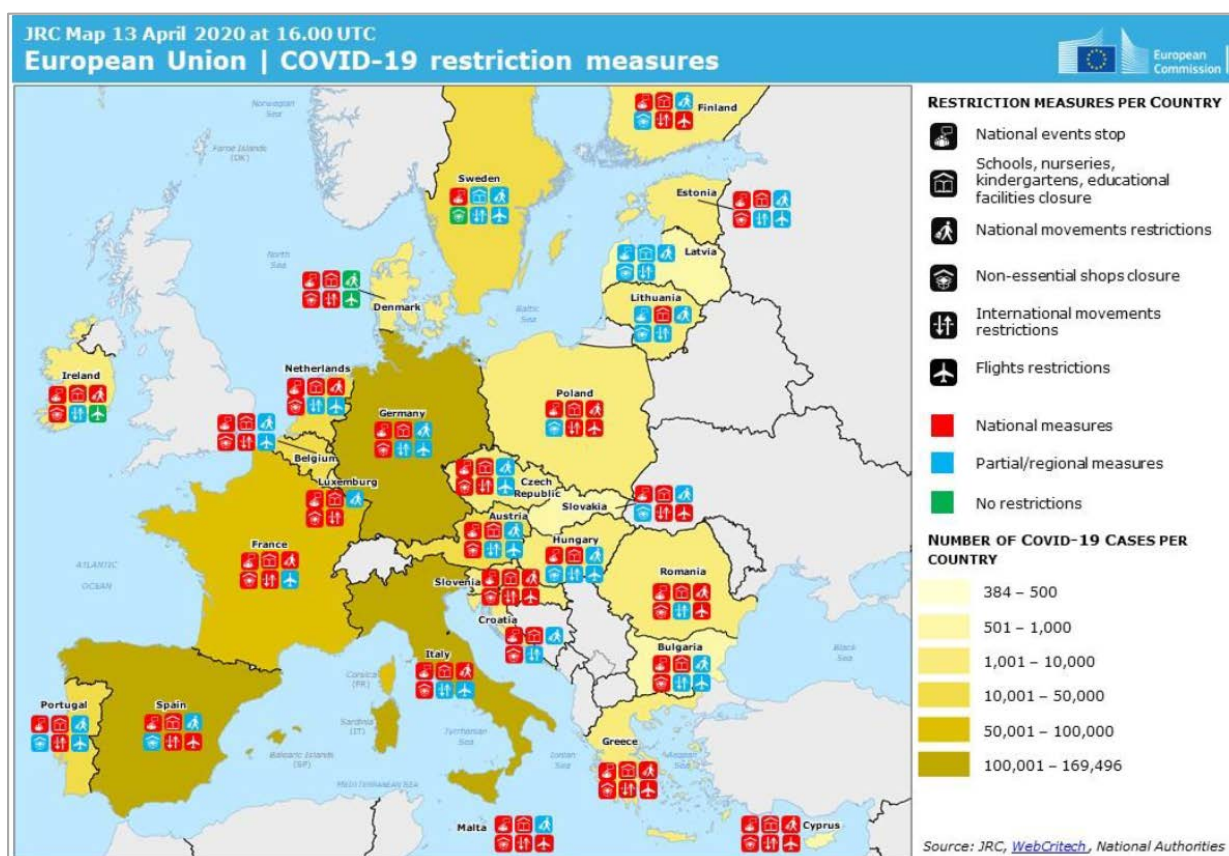 JRC Map 13 April 2020 at 16.00 UTC
European Union | COVID-19 restriction measures
European
Commission
Norwegian
Sea
Faroe Islands
(DK)
Finland
Sweden
Estonia
North
Sea
Latvia
Denmark
Baltic
Sea
Lithuania
Ireland
Netherlands
Poland
Germany
Belgium
Luxemburg
Czech
Republic
Slovakia
Austria
Hungary
France
ATLANTIC
OCEAN
Slovenia
Romania
Croatia
Black
Sea
Italy
Bulgaria
Corsica
(FR)
Portugal
Spain
Sardinia
(IT)
Tyrrhenian
Sea
Balearic Islands
(SP)
Ionian
Sea
Greece
Aegean
Sea
MEDITERRANEAN SEA
Malta
Cyprus
RESTRICTION MEASURES PER COUNTRY
National events stop
Schools, nurseries,
kindergartens, educational
facilities closure
National movements restrictions
Non-essential shops closure
International movements
restrictions
Flights restrictions
National measures
Partial/regional measures
No restrictions
NUMBER OF COVID-19 CASES PER
COUNTRY
384 – 500
501 – 1,000
1,001 – 10,000
10,001 – 50,000
50,001 – 100,000
100,001 – 169,496
Source: JRC, WebCritech , National Authorities